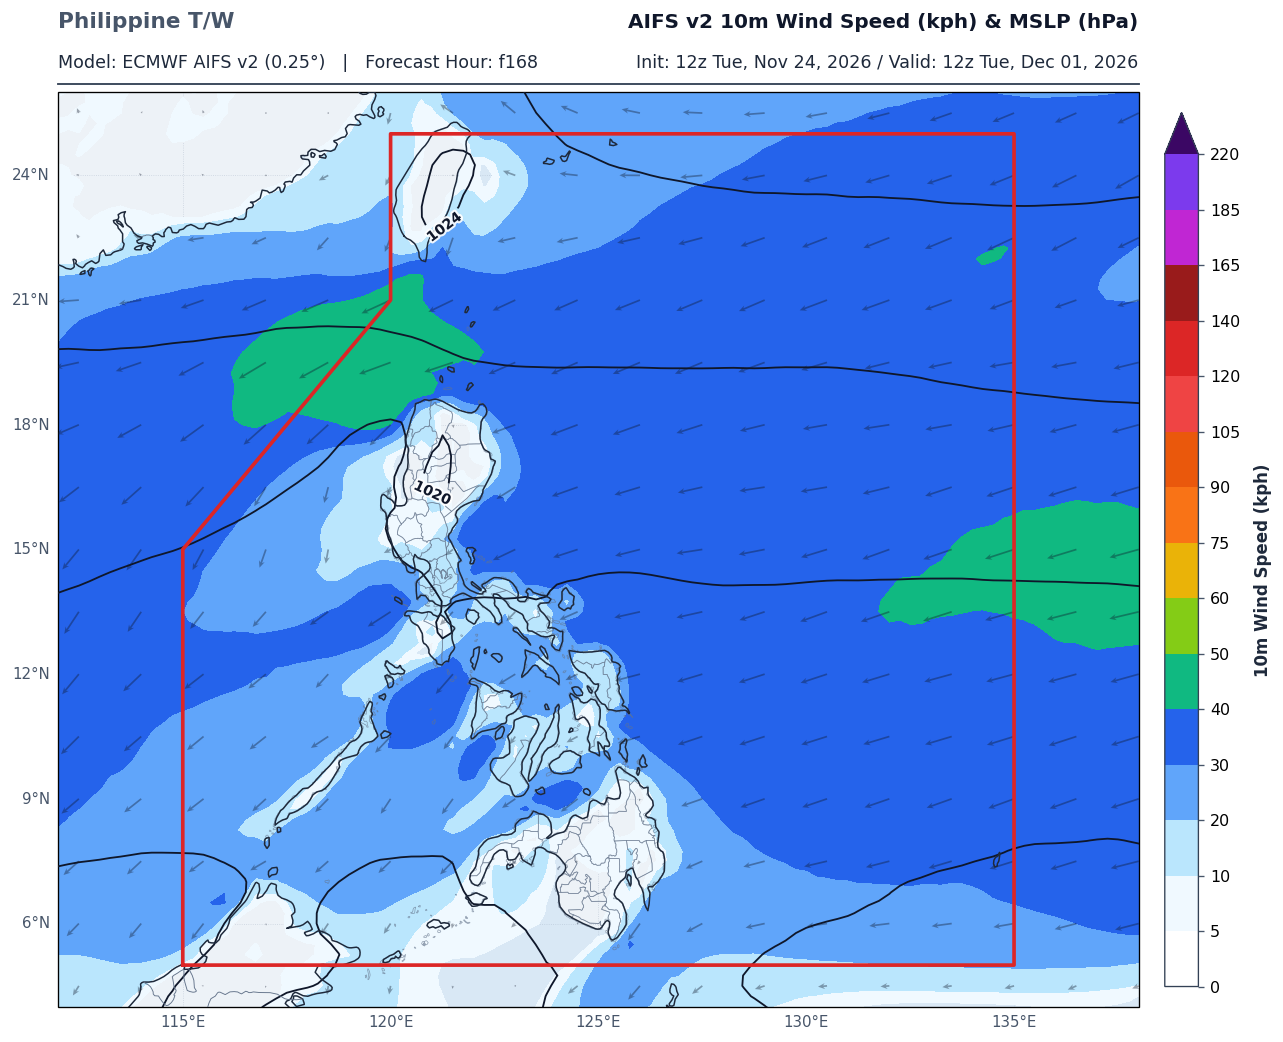 Philippine T/W
AIFS v2 10m Wind Speed (kph) & MSLP (hPa)
Model: ECMWF AIFS v2 (0.25°) | Forecast Hour: f168
Init: 12z Tue, Nov 24, 2026 / Valid: 12z Tue, Dec 01, 2026
24°N
21°N
18°N
15°N
12°N
9°N
6°N
1024
1020
115°E
120°E
125°E
130°E
135°E
220
185
165
140
120
105
90
75
60
50
40
30
20
10
5
0
10m Wind Speed (kph)